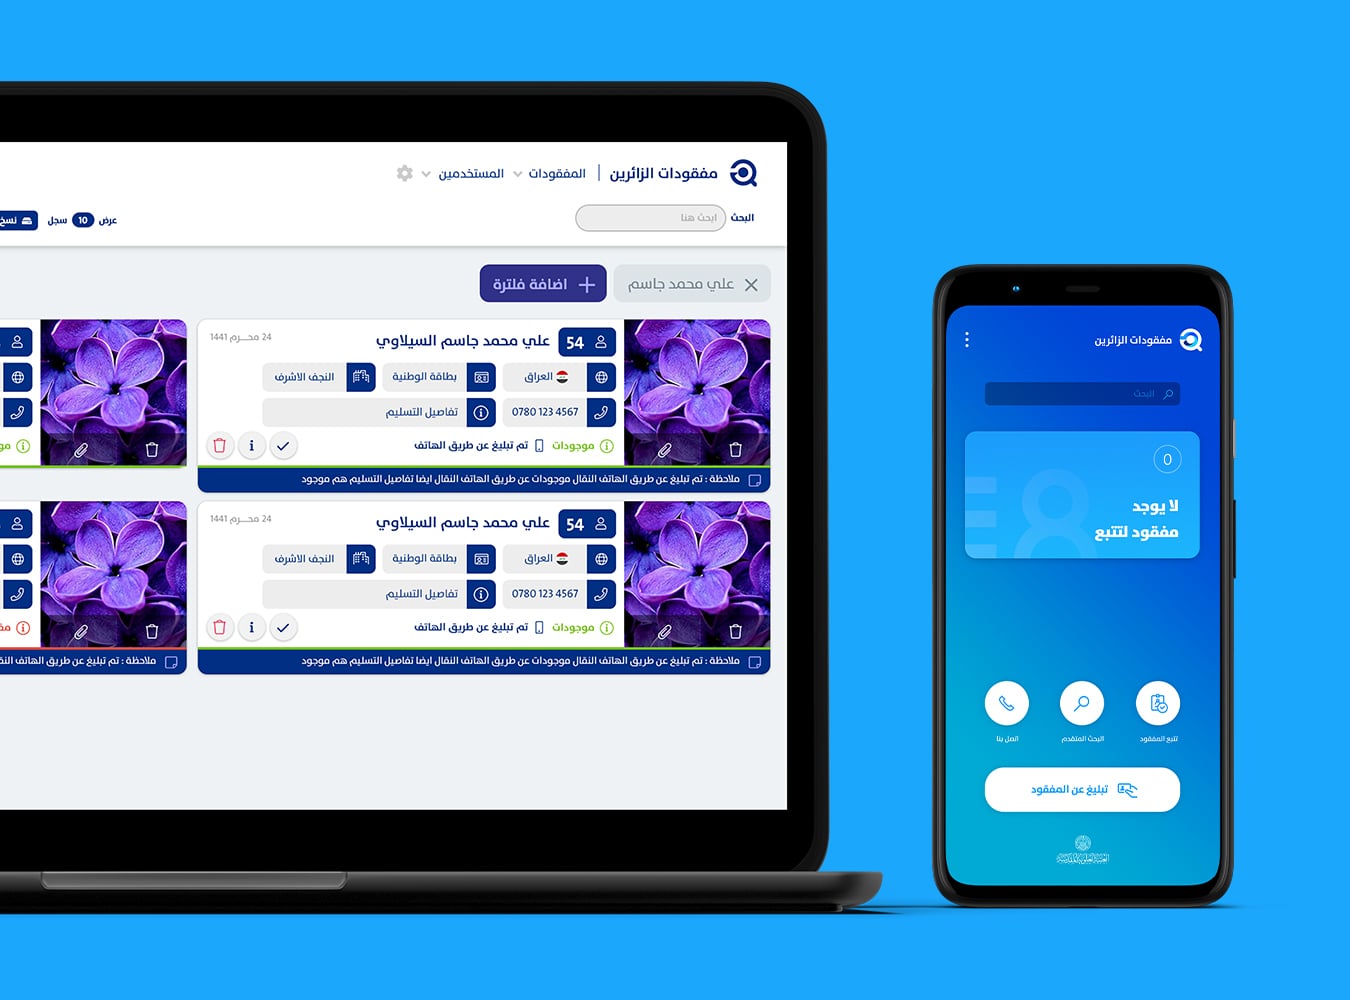 مفقودات الزائرين | المفقودات المستخدمين
البحث ابحث هنا
عرض 10 سجل نسخ
علي محمد جاسم
اضافة فلترة
54 علي محمد جاسم السيلاوي 24 محـــرم 1441
العراق بطاقة الوطنية النجف الاشرف
0780 123 4567 تفاصيل التسليم
موجودات تم تبليغ عن طريق الهاتف
ملاحظة : تم تبليغ عن طريق الهاتف النقال موجودات عن طريق الهاتف النقال ايضا تفاصيل التسليم هم موجود
54 علي محمد جاسم السيلاوي 24 محـــرم 1441
العراق بطاقة الوطنية النجف الاشرف
0780 123 4567 تفاصيل التسليم
موجودات تم تبليغ عن طريق الهاتف
ملاحظة : تم تبليغ عن طريق الهاتف النقال موجودات عن طريق الهاتف النقال ايضا تفاصيل التسليم هم موجود
ملاحظة : تم تبليغ عن طريق الهاتف
مفقودات الزائرين
البحث
0
لا يوجد
مفقود لتتبع
تتبع المفقود
البحث المتقدم
اتصل بنا
تبليغ عن المفقود